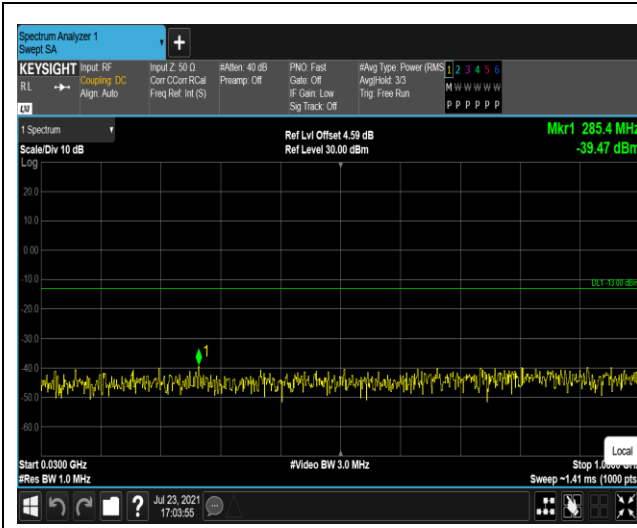 Spectrum Analyzer 1
Swept SA
+
KEYSIGHT
RL
Input: RF
Coupling: DC
Align: Auto
Input Z: 50 Ω
Corr CCorr RCal
Freq Ref: Int (S)
#Atten: 40 dB
Preamp: Off
PNO: Fast
Gate: Off
IF Gain: Low
Sig Track: Off
#Avg Type: Power (RMS
Avg|Hold: 3/3
Trig: Free Run
1 2 3 4 5 6
M W W W W W
P P P P P P
1 Spectrum
Scale/Div 10 dB
Ref Lvl Offset 4.59 dB
Ref Level 30.00 dBm
Mkr1 285.4 MHz
-39.47 dBm
Log
20.0
10.0
0.00
-10.0
DL1 -13.00 dBm
-20.0
-30.0
1
-40.0
-50.0
-60.0
Local
Start 0.0300 GHz
#Video BW 3.0 MHz
Stop
#Res BW 1.0 MHz
Sweep ~1.41 ms (1000 pts
?
Jul 23, 2021
17:03:55